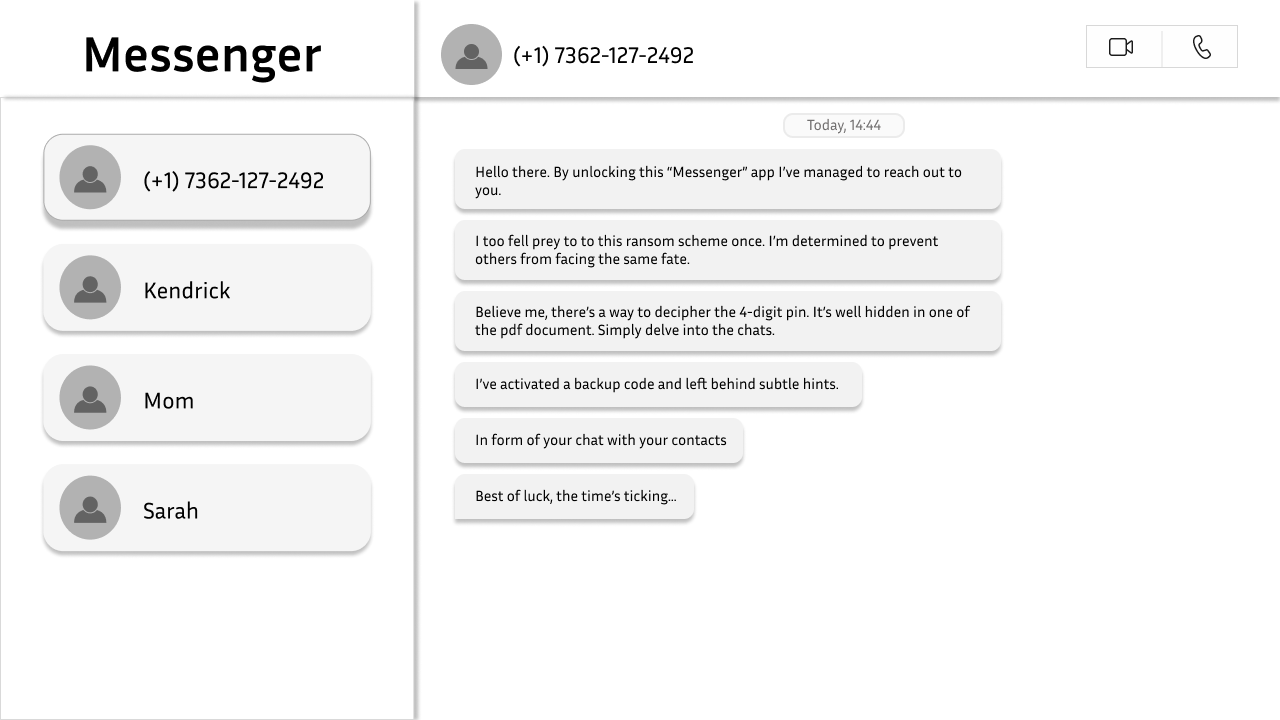 Messenger
(+1) 7362-127-2492
(+1) 7362-127-2492
Kendrick
Mom
Sarah
Today, 14:44
Hello there. By unlocking this “Messenger” app I’ve managed to reach out to
you.
I too fell prey to to this ransom scheme once. I’m determined to prevent
others from facing the same fate.
Believe me, there’s a way to decipher the 4-digit pin. It’s well hidden in one of
the pdf document. Simply delve into the chats.
I’ve activated a backup code and left behind subtle hints.
In form of your chat with your contacts
Best of luck, the time’s ticking...